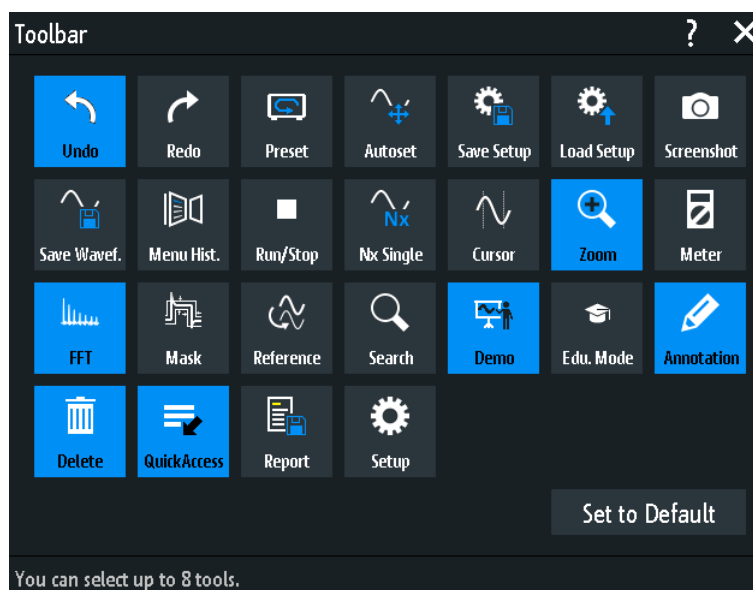 Toolbar ? X
Undo Redo Preset Autoset Save Setup Load Setup Screenshot
Nx
Save Wavef. Menu Hist. Run/Stop Nx Single Cursor Zoom Meter
FFT Mask Reference Search Demo Edu. Mode Annotation
Delete QuickAccess Report Setup
Set to Default
You can select up to 8 tools.